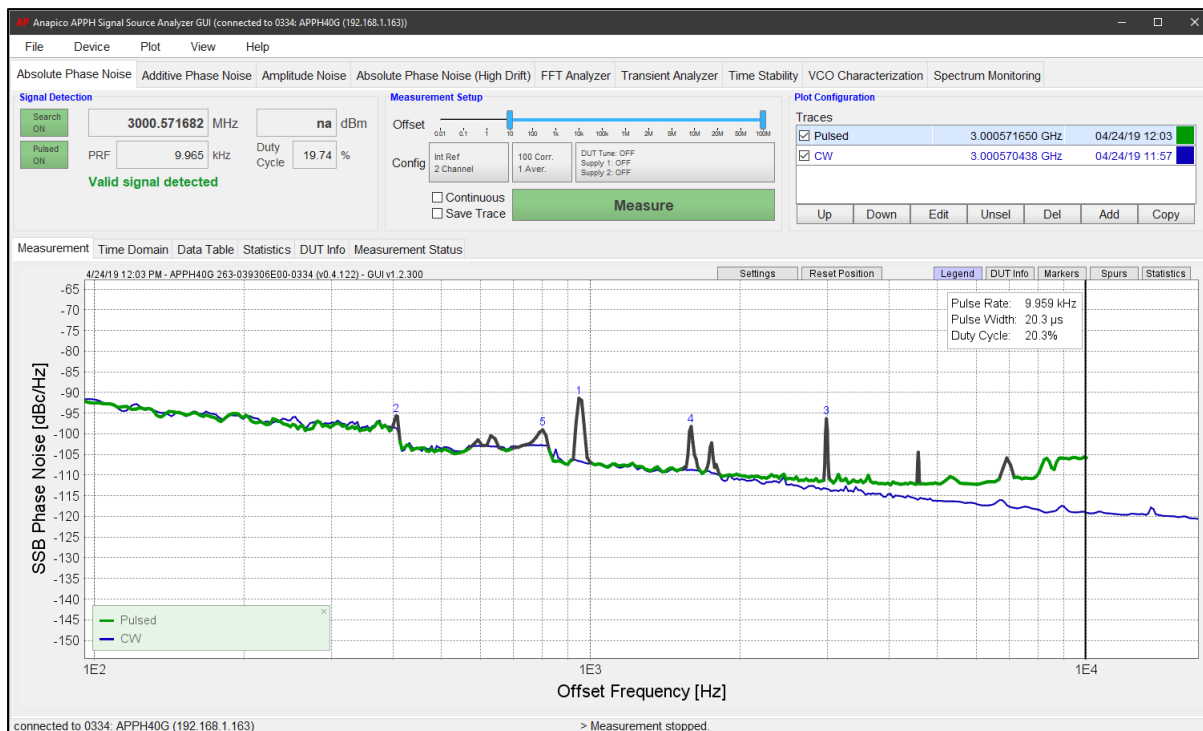 AP Anapico APPH Signal Source Analyzer GUI (connected to 0334: APPH40G (192.168.1.163))
File Device Plot View Help
Absolute Phase Noise Additive Phase Noise Amplitude Noise Absolute Phase Noise (High Drift) FFT Analyzer Transient Analyzer Time Stability VCO Characterization Spectrum Monitoring
Signal Detection
Search
ON
3000.571682 MHz
na dBm
Pulsed
ON
PRF 9.965 kHz
Duty
Cycle
19.74 %
Valid signal detected
Measurement Setup
Offset
0.01 0.1 1 10 100 1k 10k 100k 1M 2M 5M 10M 20M 50M 100M
Config
Int Ref
2 Channel
100 Corr.
1 Aver.
DUT Tune: OFF
Supply 1: OFF
Supply 2: OFF
Continuous
Save Trace
Measure
Plot Configuration
Traces
Pulsed 3.000571650 GHz 04/24/19 12:03
CW 3.000570438 GHz 04/24/19 11:57
Up Down Edit Unsel Del Add Copy
Measurement Time Domain Data Table Statistics DUT Info Measurement Status
4/24/19 12:03 PM - APPH40G 263-039306E00-0334 (v0.4.122) - GUI v1.2.300
Settings Reset Position Legend DUT Info Markers Spurs Statistics
Pulse Rate: 9.959 kHz
Pulse Width: 20.3 µs
Duty Cycle: 20.3%
SSB Phase Noise [dBc/Hz]
-65
-70
-75
-80
-85
-90
-95
-100
-105
-110
-115
-120
-125
-130
-135
-140
-145
-150
2
5
1
4
3
Pulsed
CW
1E2 1E3 1E4
Offset Frequency [Hz]
connected to 0334: APPH40G (192.168.1.163)
> Measurement stopped.